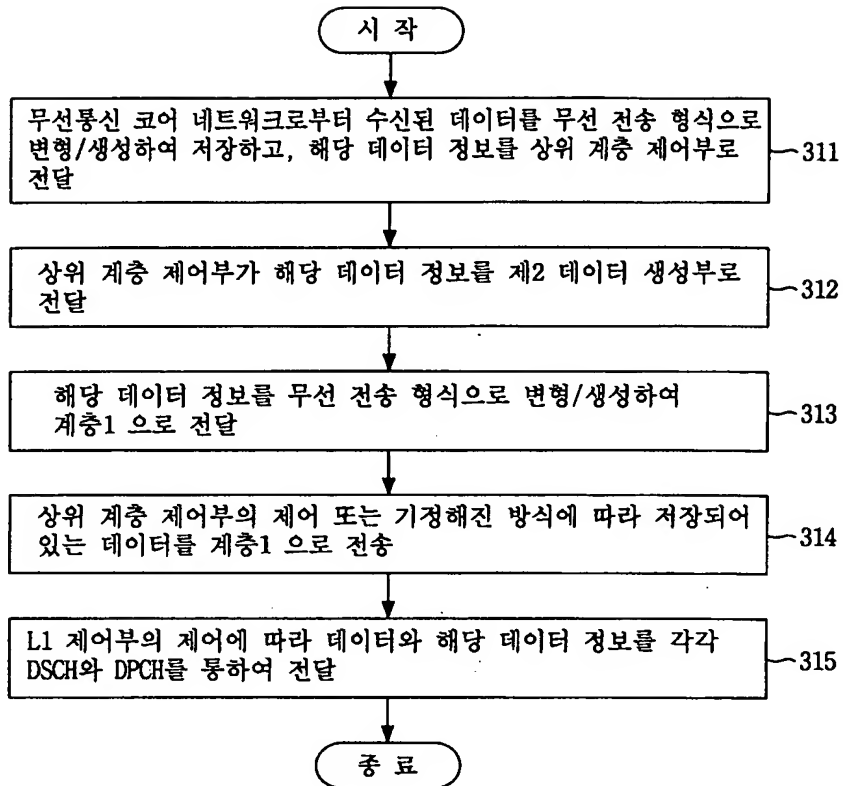 시 작
무선통신 코어 네트워크로부터 수신된 데이터를 무선 전송 형식으로
변형/생성하여 저장하고, 해당 데이터 정보를 상위 계층 제어부로
전달
311
상위 계층 제어부가 해당 데이터 정보를 제2 데이터 생성부로
전달
312
해당 데이터 정보를 무선 전송 형식으로 변형/생성하여
계층1 으로 전달
313
상위 계층 제어부의 제어 또는 기정해진 방식에 따라 저장되어
있는 데이터를 계층1 으로 전송
314
L1 제어부의 제어에 따라 데이터와 해당 데이터 정보를 각각
DSCH와 DPCH를 통하여 전달
315
종 료